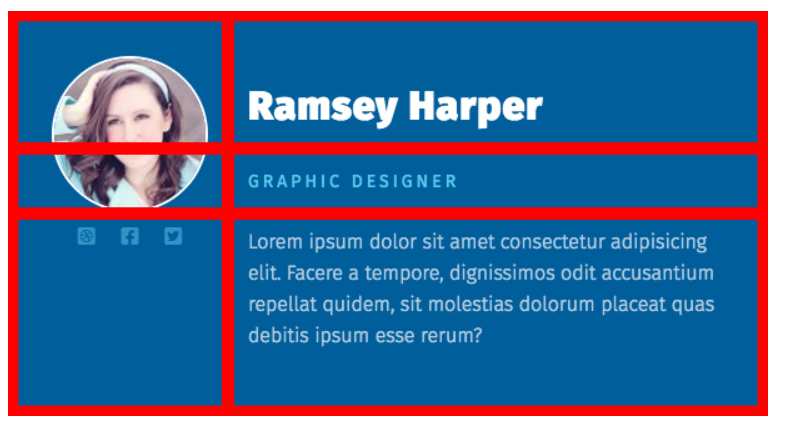 Ramsey Harper
GRAPHIC DESIGNER
Lorem ipsum dolor sit amet consectetur adipisicing
elit. Facere a tempore, dignissimos odit accusantium
repellat quidem, sit molestias dolorum placeat quas
debitis ipsum esse rerum?